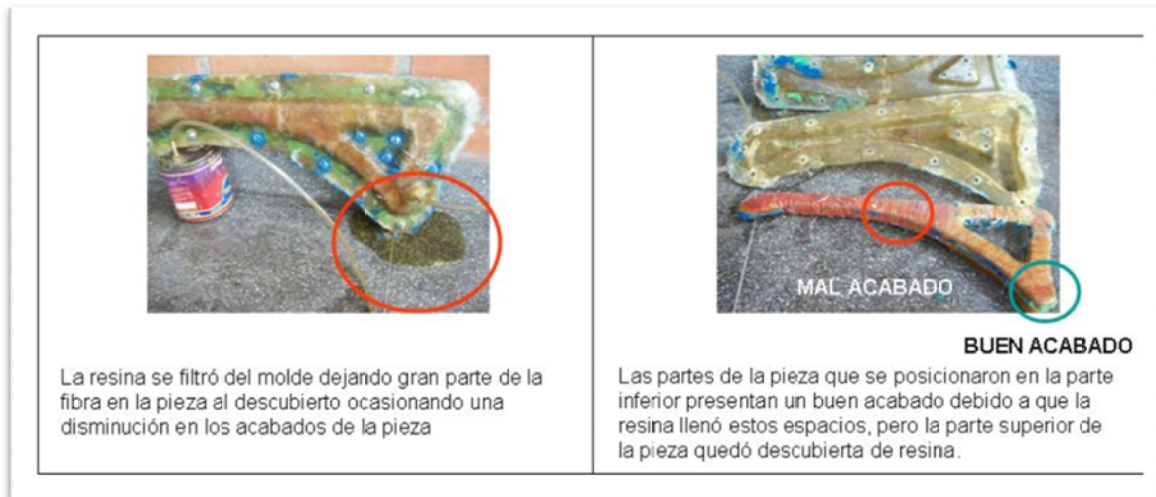 MAL ACABADO
BUEN ACABADO
La resina se filtró del molde dejando gran parte de la
fibra en la pieza al descubierto ocasionando una
disminución en los acabados de la pieza
Las partes de la pieza que se posicionaron en la parte
inferior presentan un buen acabado debido a que la
resina llenó estos espacios, pero la parte superior de
la pieza quedó descubierta de resina.